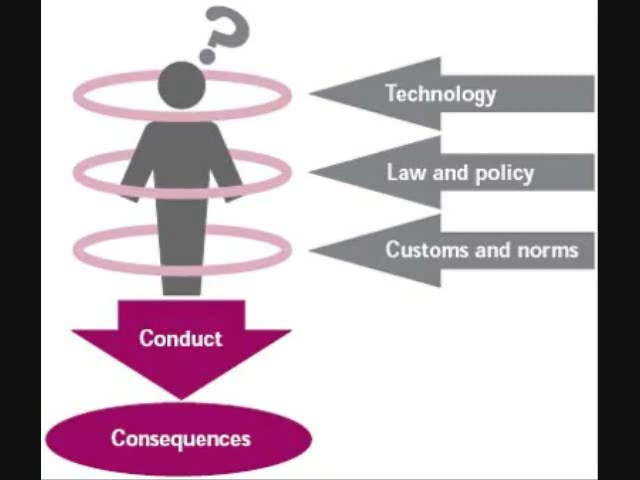 ?
Technology
Law and policy
Customs and norms
Conduct
Consequences